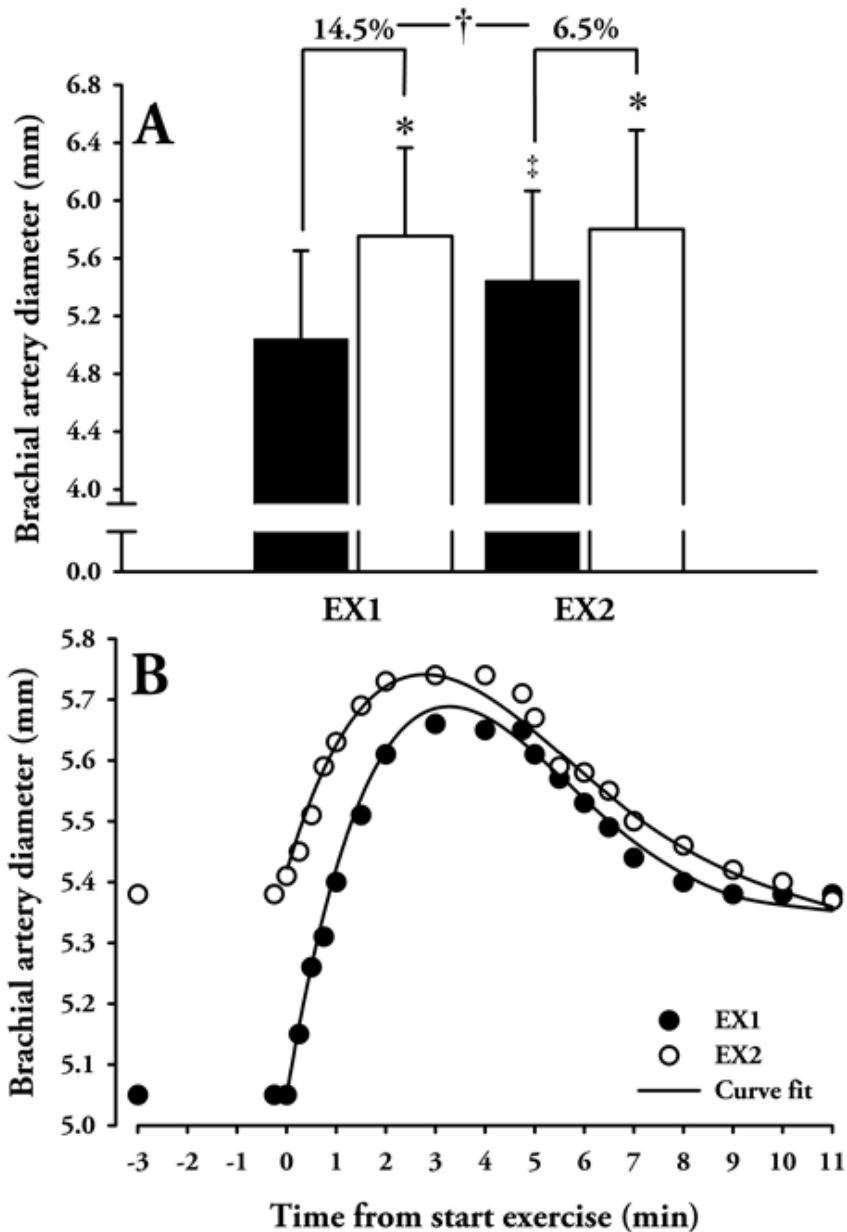 14.5% † 6.5%
A
* ‡ *
Brachial artery diameter (mm)
6.8
6.4
6.0
5.6
5.2
4.8
4.4
4.0
0.0
EX1 EX2
B
Brachial artery diameter (mm)
5.8
5.7
5.6
5.5
5.4
5.3
5.2
5.1
5.0
EX1
EX2
Curve fit
-3 -2 -1 0 1 2 3 4 5 6 7 8 9 10 11
Time from start exercise (min)